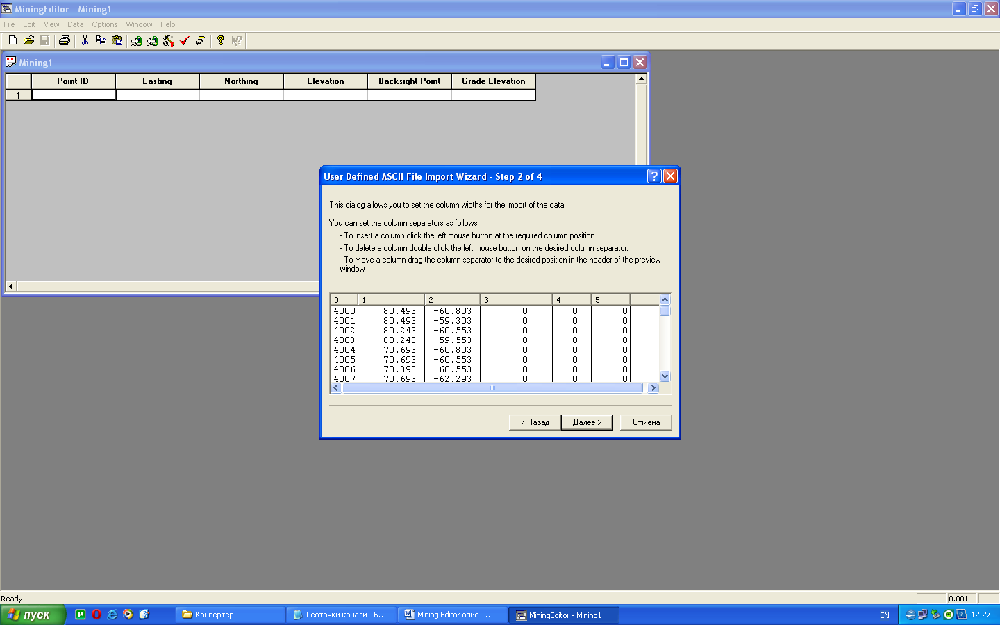 MiningEditor - Mining1
File Edit View Data Options Window Help
Mining1
Point ID Easting Northing Elevation Backsight Point Grade Elevation
1
User Defined ASCII File Import Wizard - Step 2 of 4
This dialog allows you to set the column widths for the import of the data.
You can set the column separators as follows:
- To insert a column click the left mouse button at the required column position.
- To delete a column double click the left mouse button on the desired column separator.
- To Move a column drag the column separator to the desired position in the header of the preview
window
0 1 2 3 4 5
4000 80.493 -60.803 0 0 0
4001 80.493 -59.303 0 0 0
4002 80.243 -60.553 0 0 0
4003 80.243 -59.553 0 0 0
4004 70.693 -60.803 0 0 0
4005 70.693 -60.553 0 0 0
4006 70.393 -60.553 0 0 0
4007 70.693 -62.293 0 0 0
< Назад Далее > Отмена
Ready 0.001
пуск Конвертер Геоточки канали - Б... Mining Editor опис - ... MiningEditor - Mining1 EN 12:27